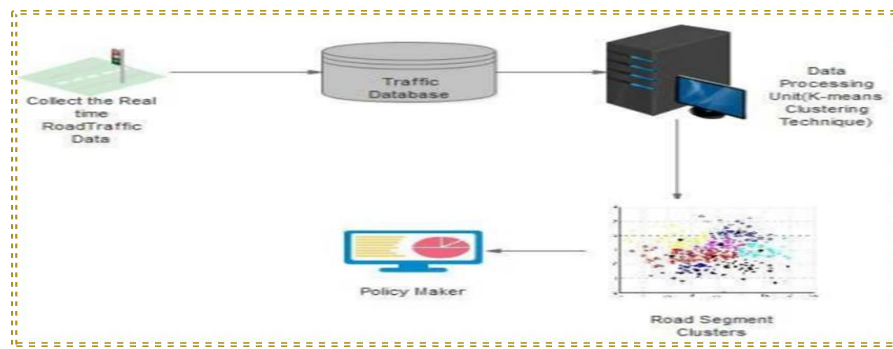 Collect the Real
time
RoadTraffic
Data
Traffic
Database
Data
Processing
Unit(K-means
Clustering
Technique)
Policy Maker
Road Segment
Clusters